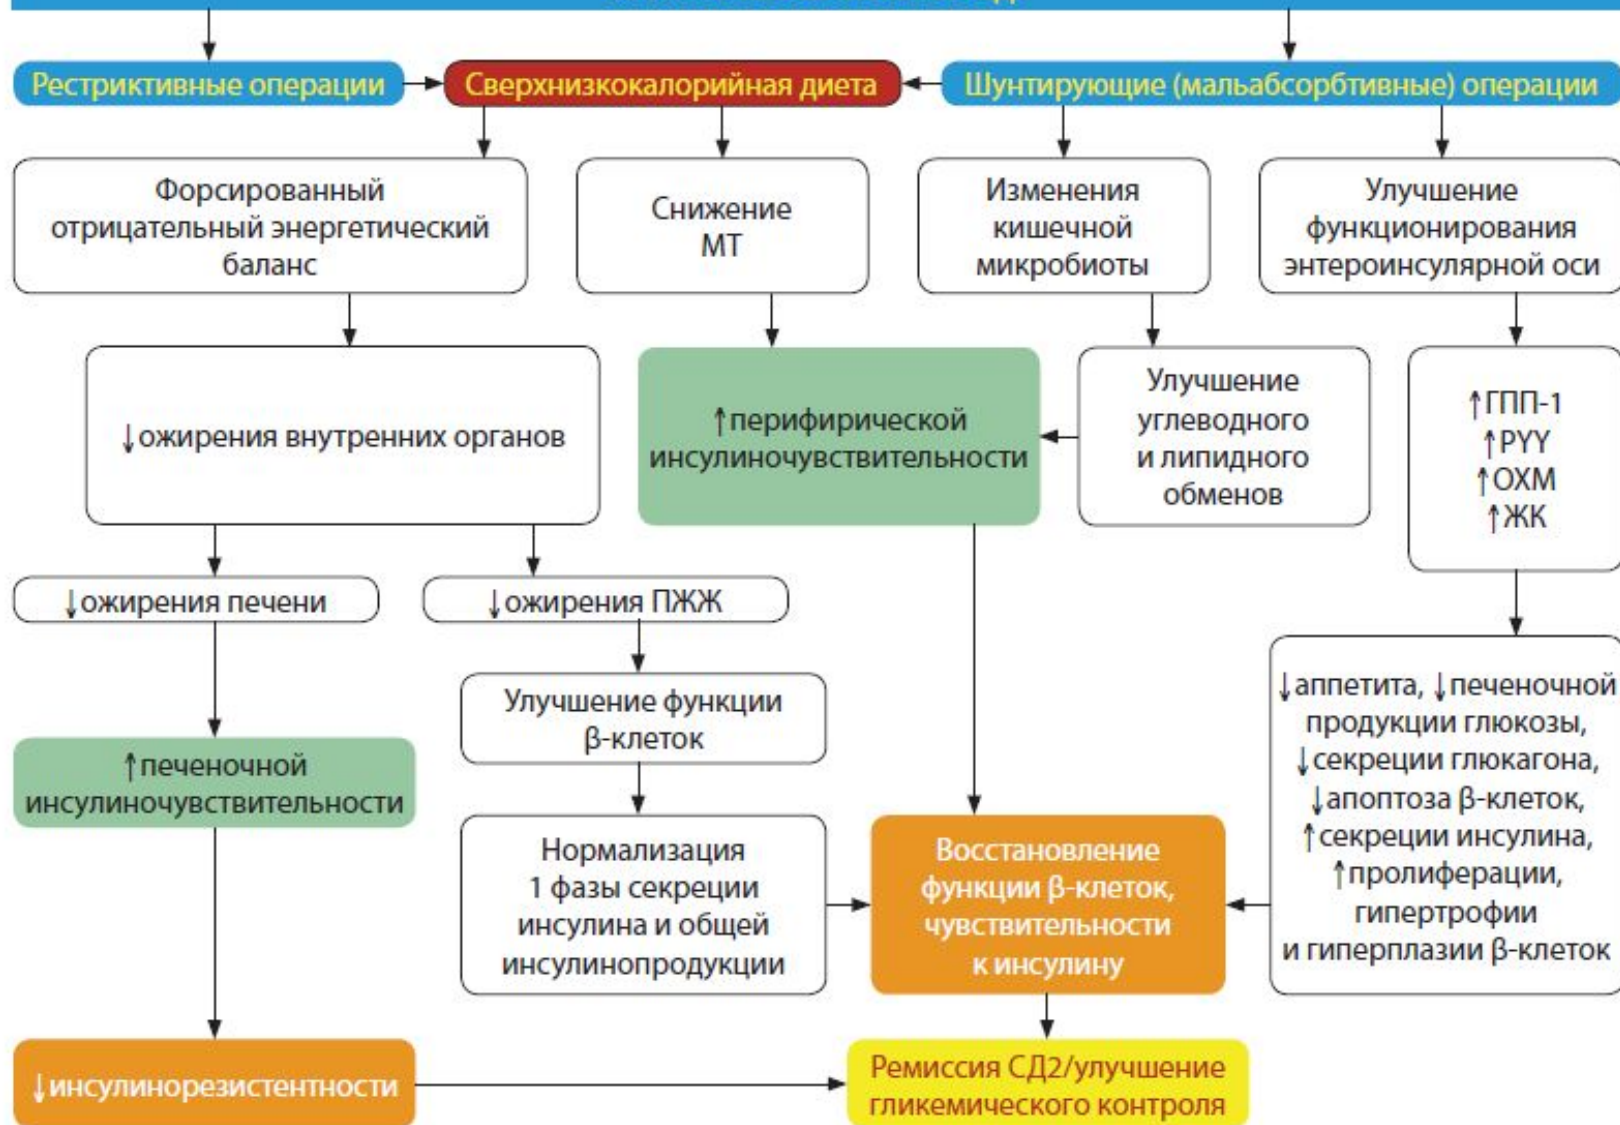 Рестриктивные операции
Сверхнизкокалорийная диета
Шунтирующие (мальабсорбтивные) операции
Форсированный
отрицательный энергетический
баланс
Снижение
МТ
Изменения
кишечной
микробиоты
Улучшение
функционирования
энтероинсулярной оси
↓ожирения внутренних органов
↑перифирической
инсулиночувствительности
Улучшение
углеводного
и липидного
обменов
↑ГПП-1
↑PYY
↑ОХМ
↑ЖК
↓ожирения печени
↓ожирения ПЖЖ
Улучшение функции
β-клеток
↑печеночной
инсулиночувствительности
↓аппетита, ↓печеночной
продукции глюкозы,
↓секреции глюкагона,
↓апоптоза β-клеток,
↑секреции инсулина,
↑пролиферации,
гипертрофии
и гиперплазии β-клеток
Нормализация
1 фазы секреции
инсулина и общей
инсулинопродукции
Восстановление
функции β-клеток,
чувствительности
к инсулину
↓инсулинорезистентности
Ремиссия СД2/улучшение
гликемического контроля